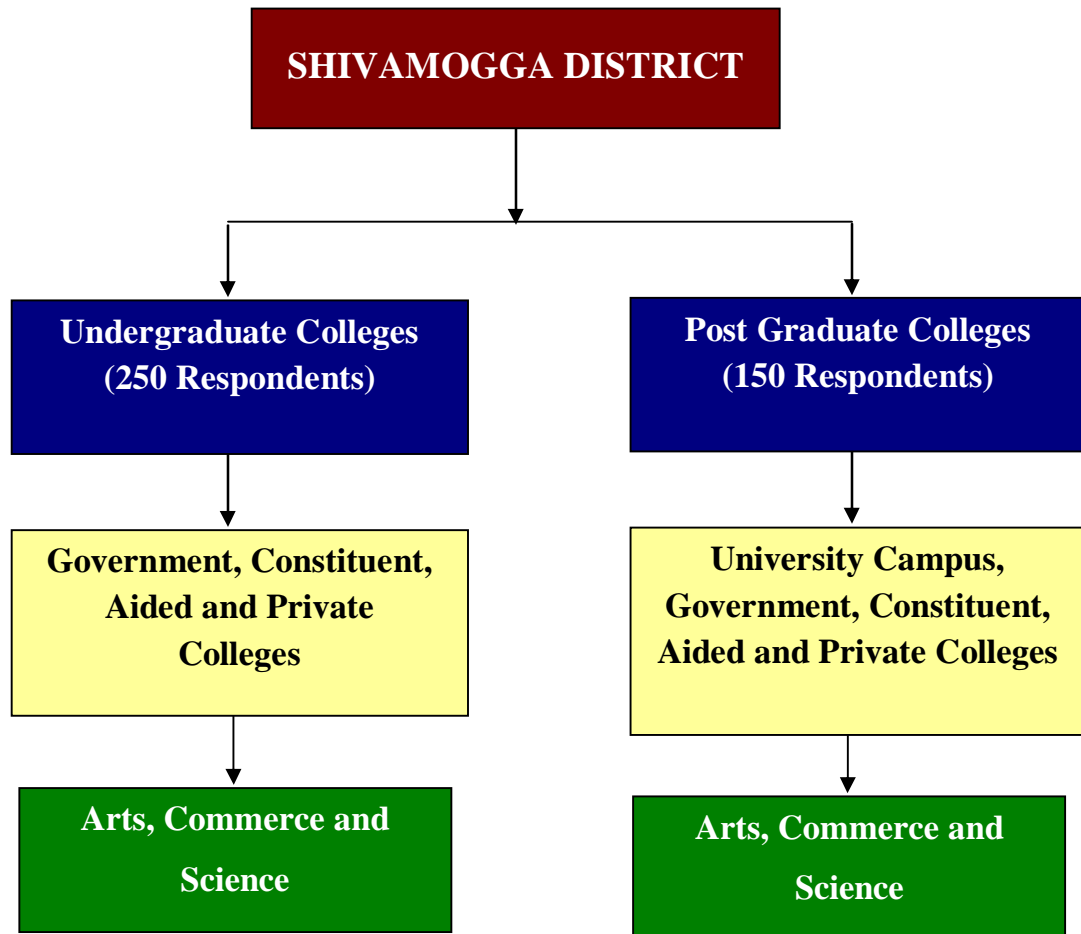 SHIVAMOGGA DISTRICT
Undergraduate Colleges
(250 Respondents)
Post Graduate Colleges
(150 Respondents)
Government, Constituent,
Aided and Private
Colleges
University Campus,
Government, Constituent,
Aided and Private Colleges
Arts, Commerce and
Science
Arts, Commerce and
Science